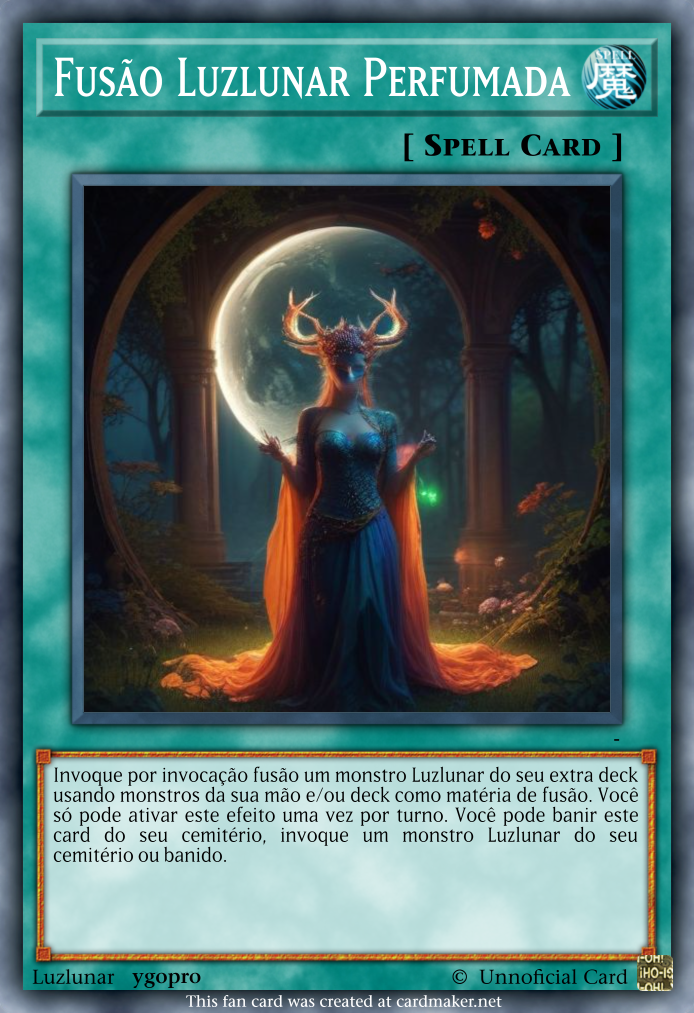 Fusão Luzlunar Perfumada
SPELL
魔
[ Spell Card ]
-
Invoque por invocação fusão um monstro Luzlunar do seu extra deck
usando monstros da sua mão e/ou deck como matéria de fusão. Você
só pode ativar este efeito uma vez por turno. Você pode banir este
card do seu cemitério, invoque um monstro Luzlunar do seu
cemitério ou banido.
Luzlunar ygopro © Unnoficial Card
This fan card was created at cardmaker.net